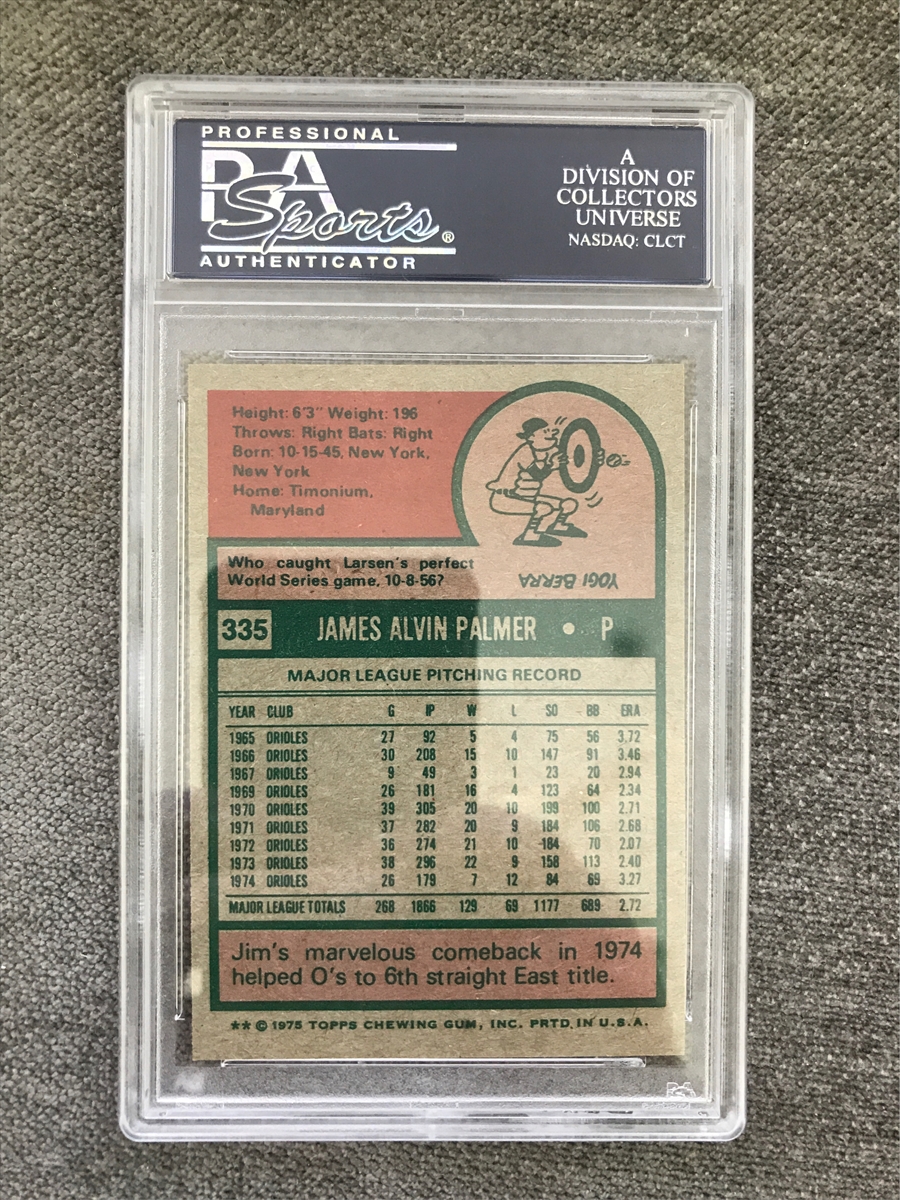 PROFESSIONAL
PSA
Sports®
AUTHENTICATOR
A
DIVISION OF
COLLECTORS
UNIVERSE
NASDAQ: CLCT
Height: 6'3" Weight: 196
Throws: Right Bats: Right
Born: 10-15-45, New York,
New York
Home: Timonium,
Maryland
Who caught Larsen's perfect
World Series game, 10-8-56?
YOGI BERRA
335 JAMES ALVIN PALMER • P
MAJOR LEAGUE PITCHING RECORD
YEAR CLUB G IP W L SO BB ERA
1965 ORIOLES 27 92 5 4 75 56 3.72
1966 ORIOLES 30 208 15 10 147 91 3.46
1967 ORIOLES 9 49 3 1 23 20 2.94
1969 ORIOLES 26 181 16 4 123 64 2.34
1970 ORIOLES 39 305 20 10 199 100 2.71
1971 ORIOLES 37 282 20 9 184 106 2.68
1972 ORIOLES 36 274 21 10 184 70 2.07
1973 ORIOLES 38 296 22 9 158 113 2.40
1974 ORIOLES 26 179 7 12 84 69 3.27
MAJOR LEAGUE TOTALS 268 1866 129 69 1177 689 2.72
Jim's marvelous comeback in 1974
helped O's to 6th straight East title.
** © 1975 TOPPS CHEWING GUM, INC. PRTD. IN U.S.A.
PSA